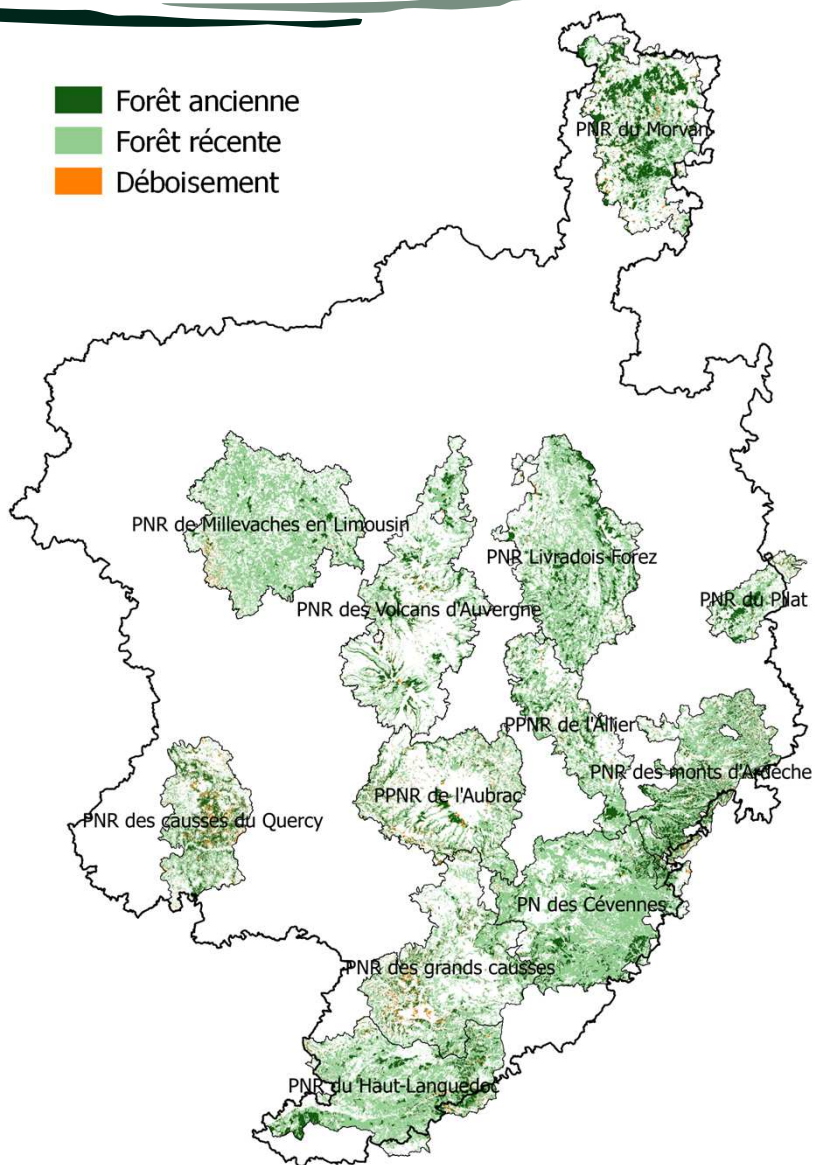 Forêt ancienne
Forêt récente
Déboisement
PNR du Morvan
PNR de Millevaches en Limousin
PNR Livradois-Forez
PNR des Volcans d'Auvergne
PNR du Pilat
PPNR de l'Allier
PNR des monts d'Ardèche
PPNR de l'Aubrac
PNR des causses du Quercy
PN des Cévennes
PNR des grands causses
PNR du Haut-Languedoc